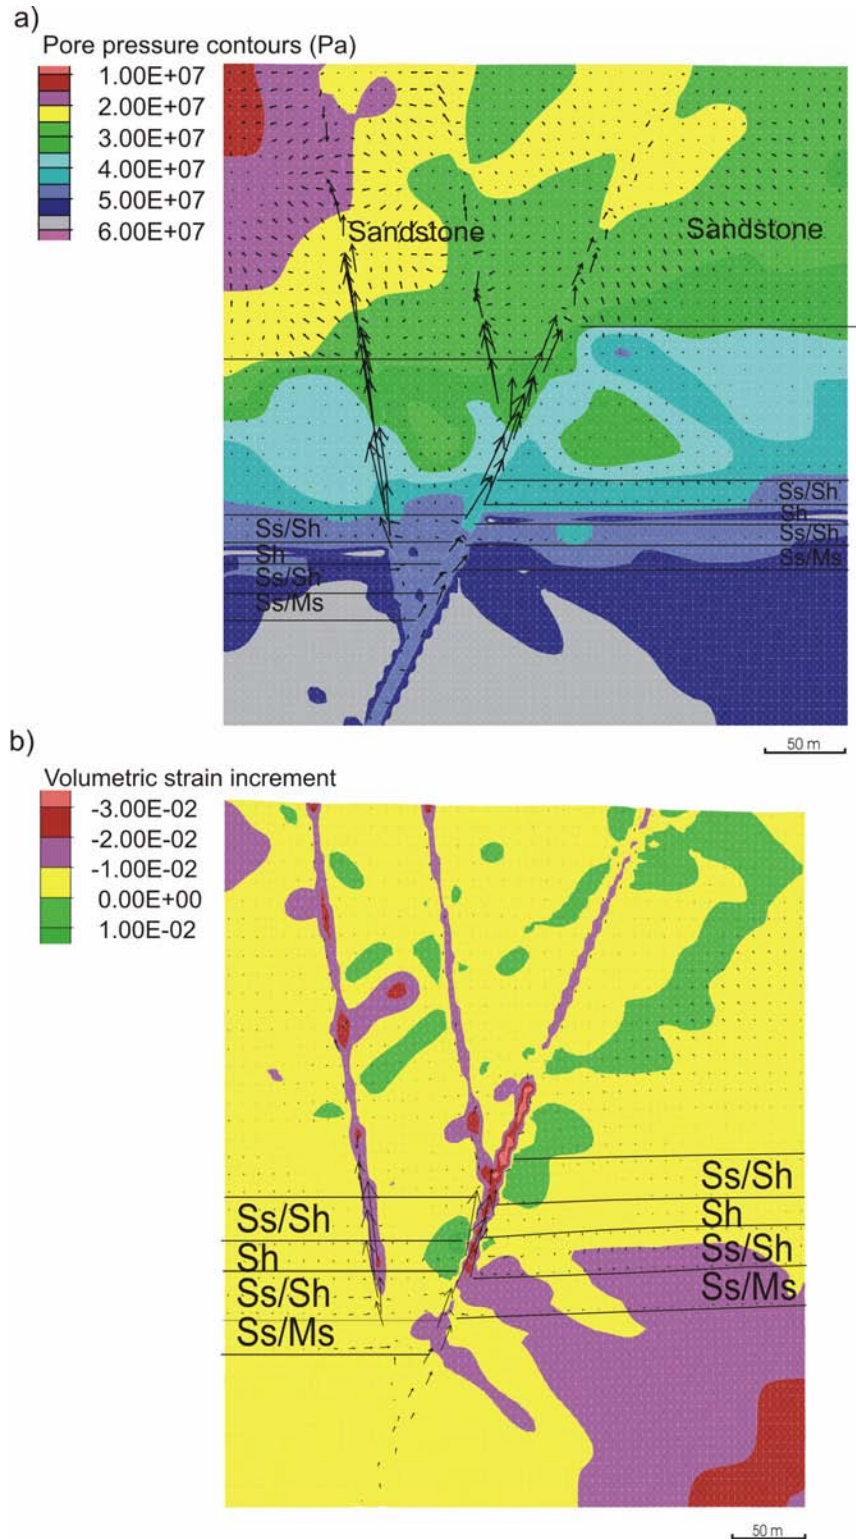 a)
Pore pressure contours (Pa)
1.00E+07
2.00E+07
3.00E+07
4.00E+07
5.00E+07
6.00E+07
Sandstone
Sandstone
Ss/Sh
Sh
Ss/Sh
Ss/Ms
Ss/Sh
Sh
Ss/Sh
Ss/Ms
50 m
b)
Volumetric strain increment
-3.00E-02
-2.00E-02
-1.00E-02
0.00E+00
1.00E-02
Ss/Sh
Sh
Ss/Sh
Ss/Ms
Ss/Sh
Sh
Ss/Sh
Ss/Ms
50 m